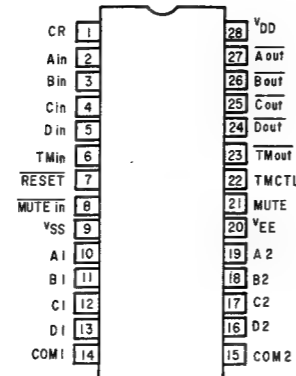 CR 1 28 VDD
Ain 2 27 Aout
Bin 3 26 Bout
Cin 4 25 Cout
Din 5 24 Dout
TMin 6 23 TMout
RESET 7 22 TMCTL
MUTE in 8 21 MUTE
VSS 9 20 VEE
A1 10 19 A2
B1 11 18 B2
C1 12 17 C2
D1 13 16 D2
COM1 14 15 COM2